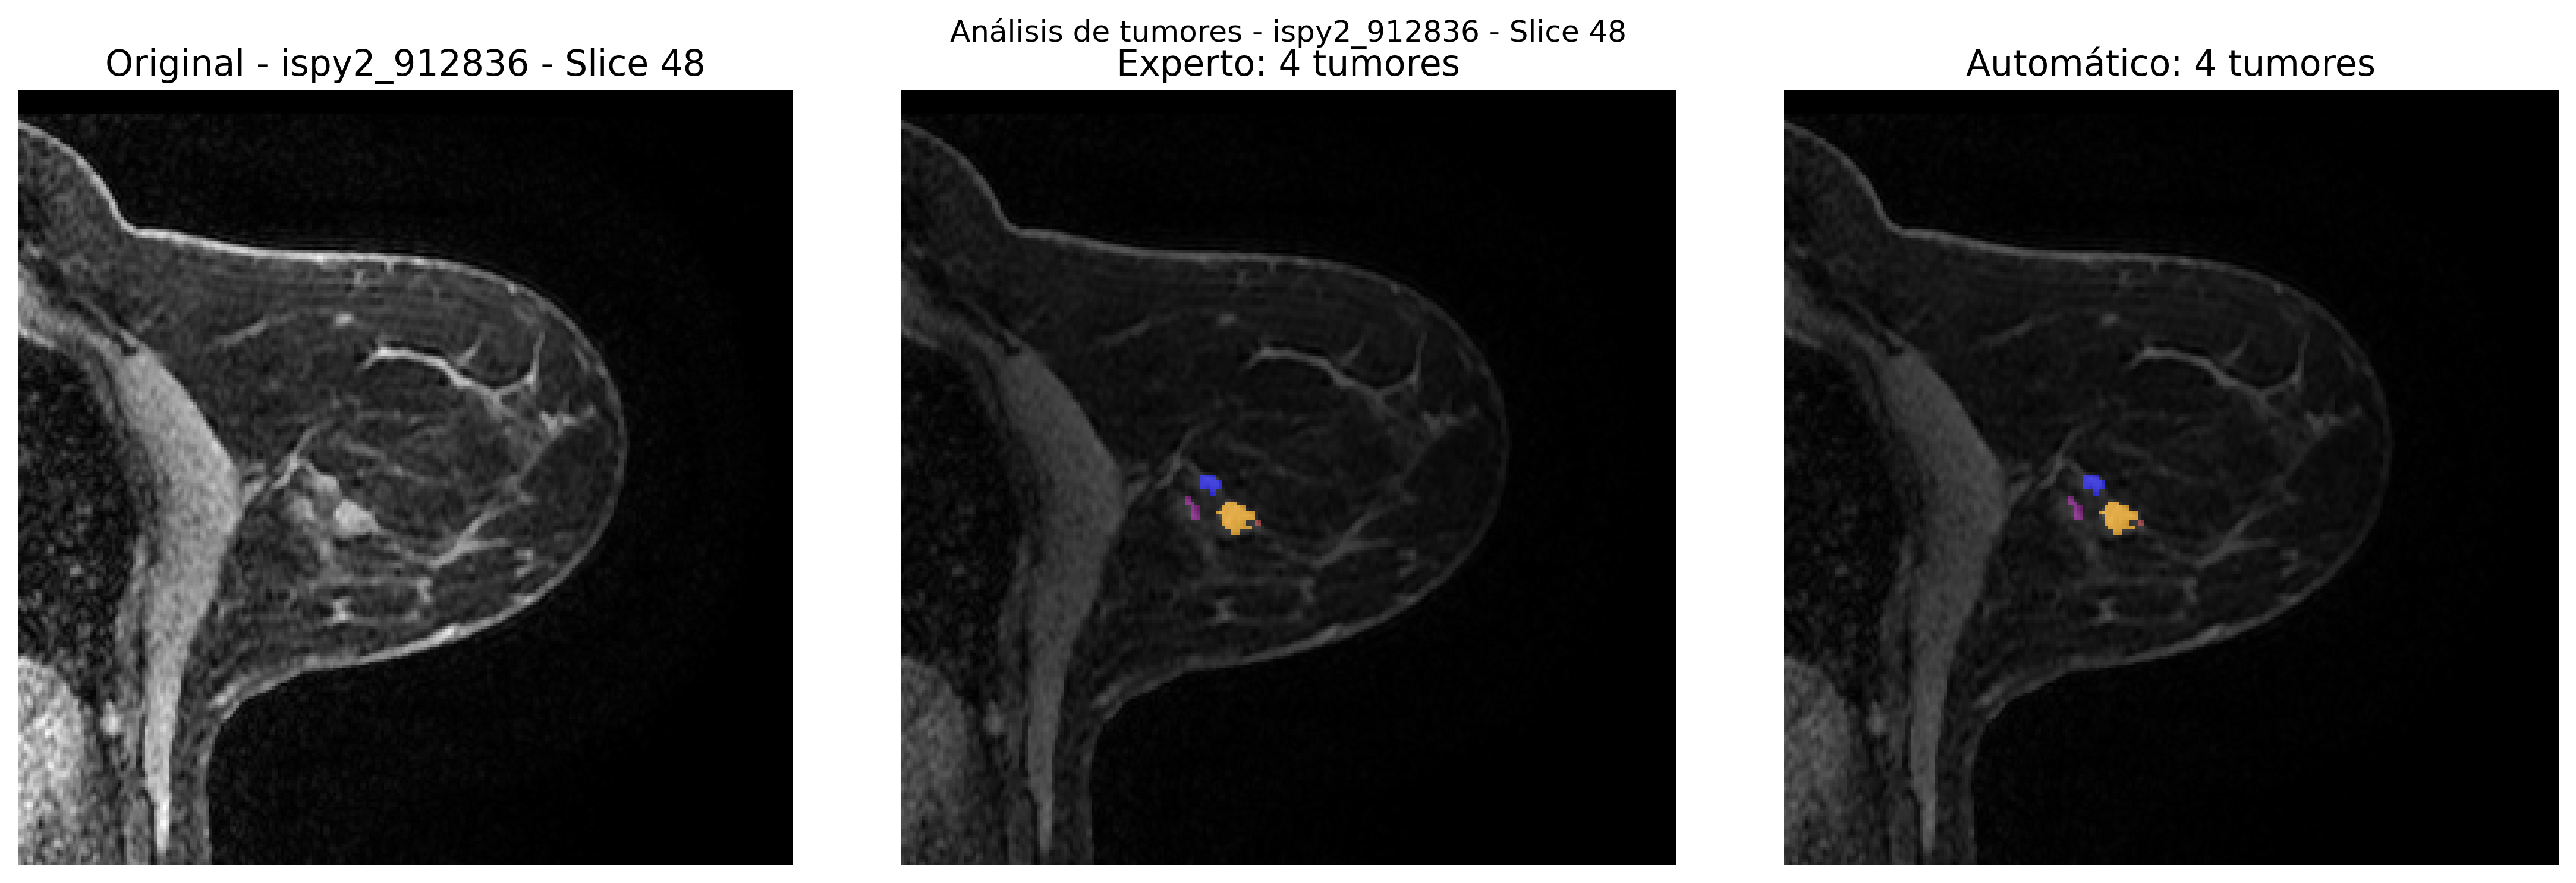 Análisis de tumores - ispy2_912836 - Slice 48
Original - ispy2_912836 - Slice 48
Experto: 4 tumores
Automático: 4 tumores